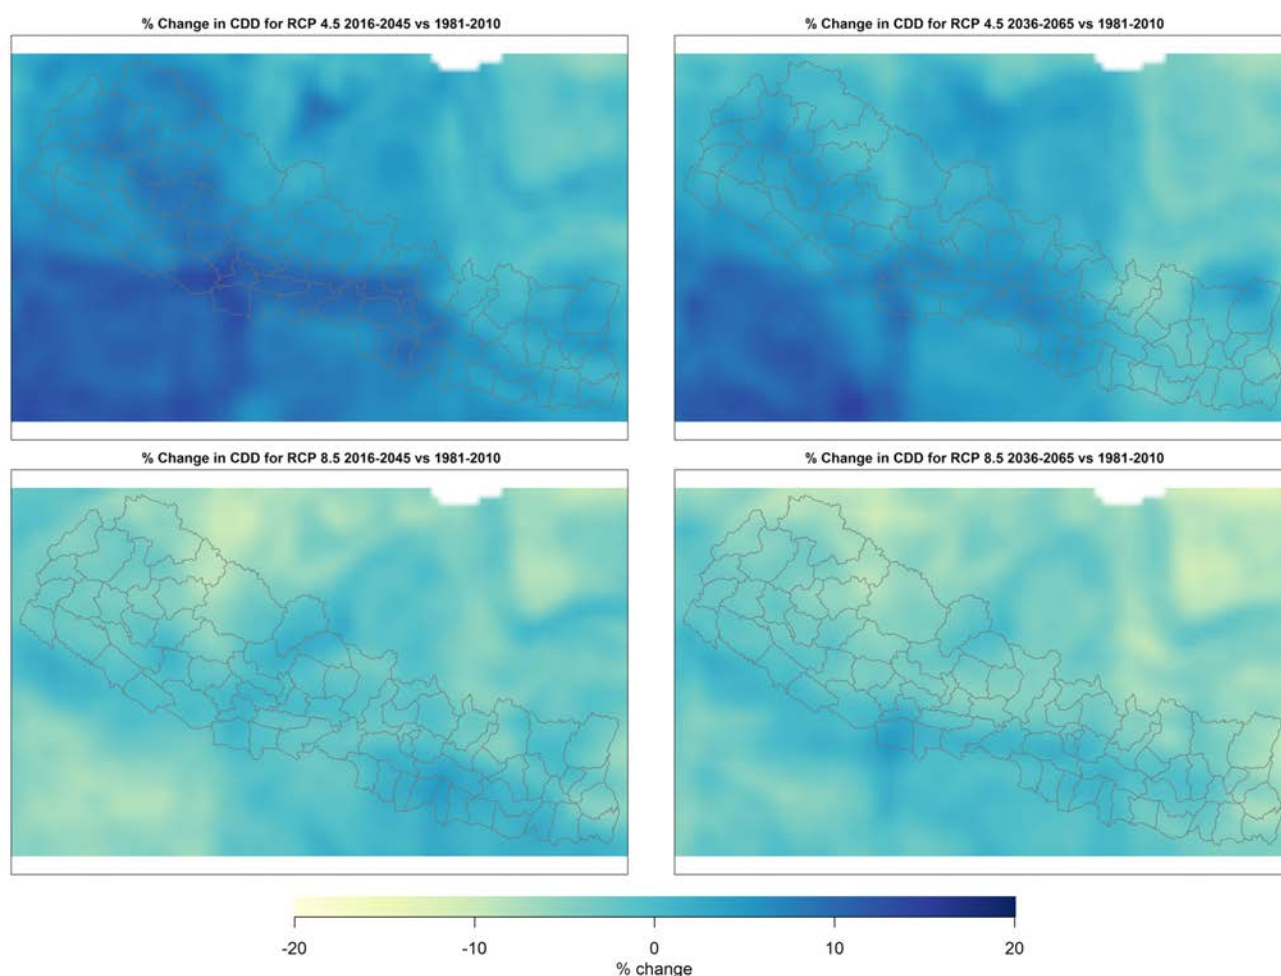 % Change in CDD for RCP 4.5 2016-2045 vs 1981-2010
% Change in CDD for RCP 4.5 2036-2065 vs 1981-2010
% Change in CDD for RCP 8.5 2016-2045 vs 1981-2010
% Change in CDD for RCP 8.5 2036-2065 vs 1981-2010
-20 -10 0 10 20
% change